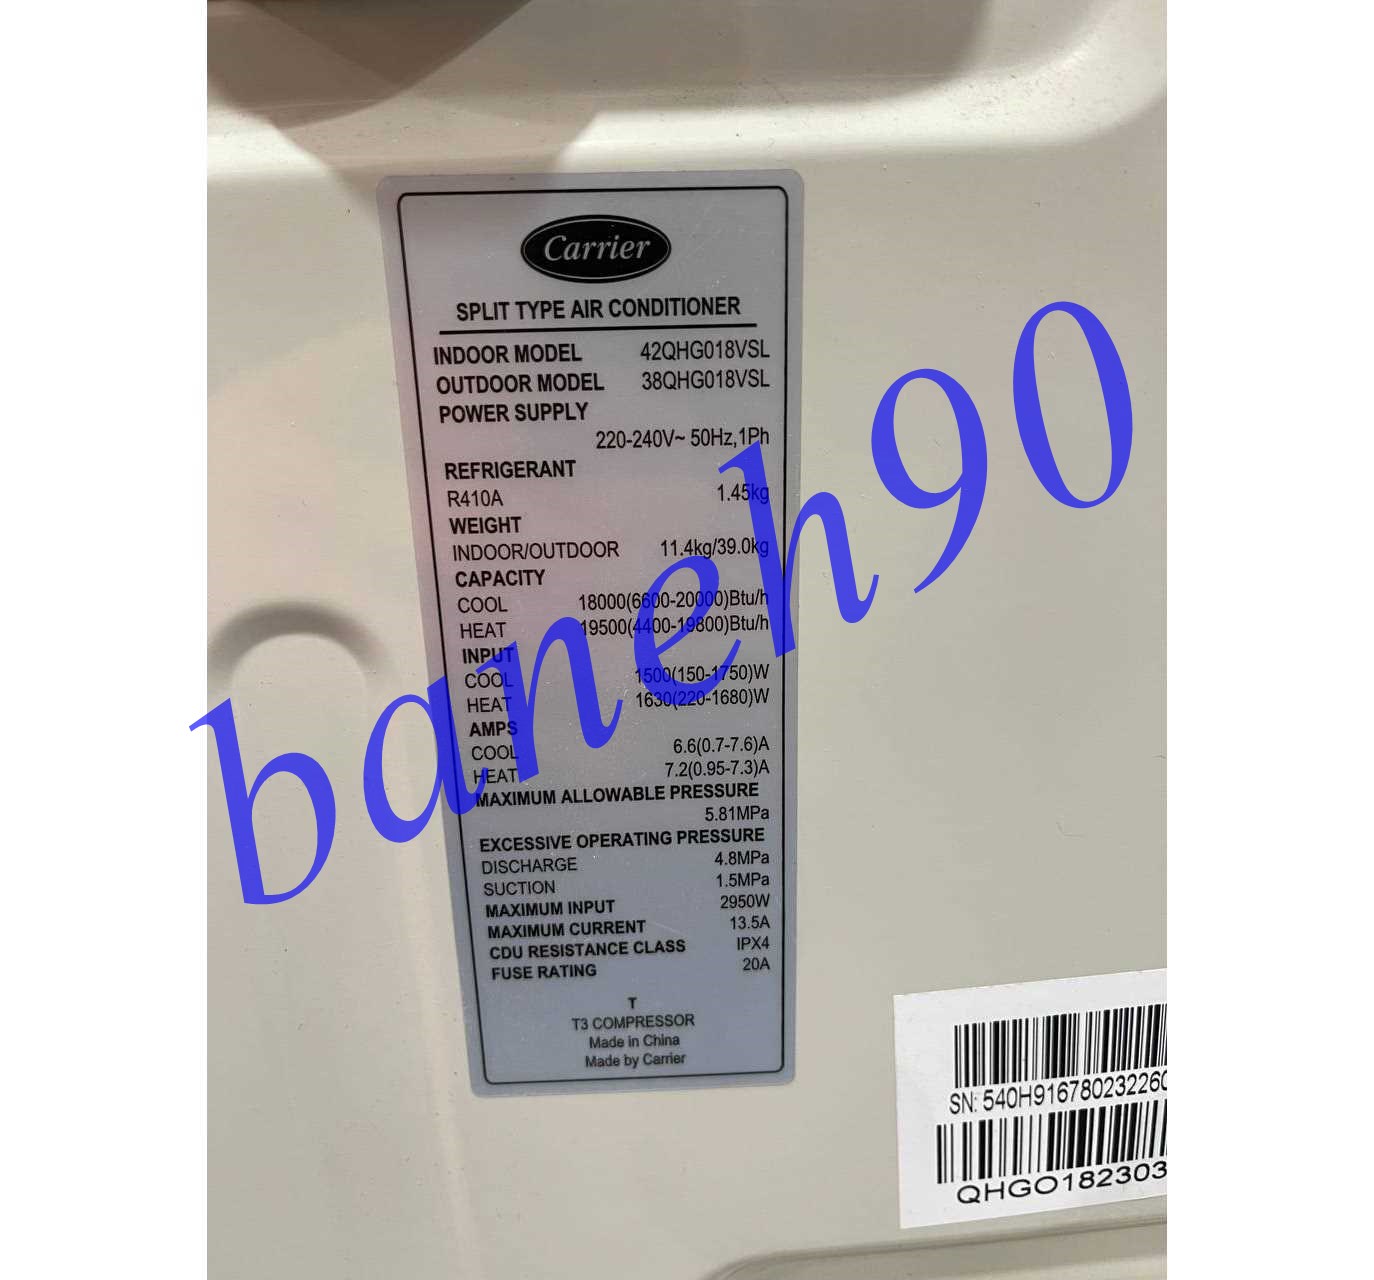 Carrier
SPLIT TYPE AIR CONDITIONER
INDOOR MODEL 42QHG018VSL
OUTDOOR MODEL 38QHG018VSL
POWER SUPPLY
220-240V~ 50Hz,1Ph
REFRIGERANT
R410A 1.45kg
WEIGHT
INDOOR/OUTDOOR 11.4kg/39.0kg
CAPACITY
COOL 18000(6600-20000)Btu/h
HEAT 19500(4400-19800)Btu/h
INPUT
COOL 1500(150-1750)W
HEAT 1630(220-1680)W
AMPS
COOL 6.6(0.7-7.6)A
HEAT 7.2(0.95-7.3)A
MAXIMUM ALLOWABLE PRESSURE
5.81MPa
EXCESSIVE OPERATING PRESSURE
DISCHARGE 4.8MPa
SUCTION 1.5MPa
MAXIMUM INPUT 2950W
MAXIMUM CURRENT 13.5A
CDU RESISTANCE CLASS IPX4
FUSE RATING 20A
T
T3 COMPRESSOR
Made in China
Made by Carrier
baneh90
SN: 540H9167802322260
QHGO182303